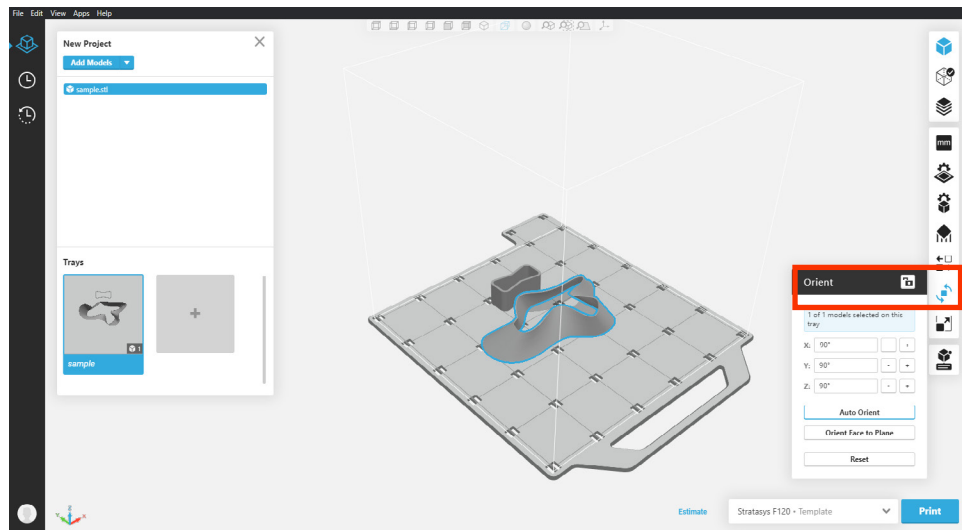 File Edit View Apps Help
New Project
Add Models
sample.stl
mm
Trays
1
sample
Orient
1 of 1 models selected on this
tray
X: 90°
Y: 90° - +
Z: 90° - +
Auto Orient
Orient Face to Plane
Reset
Estimate
Stratasys F120 - Template
Print